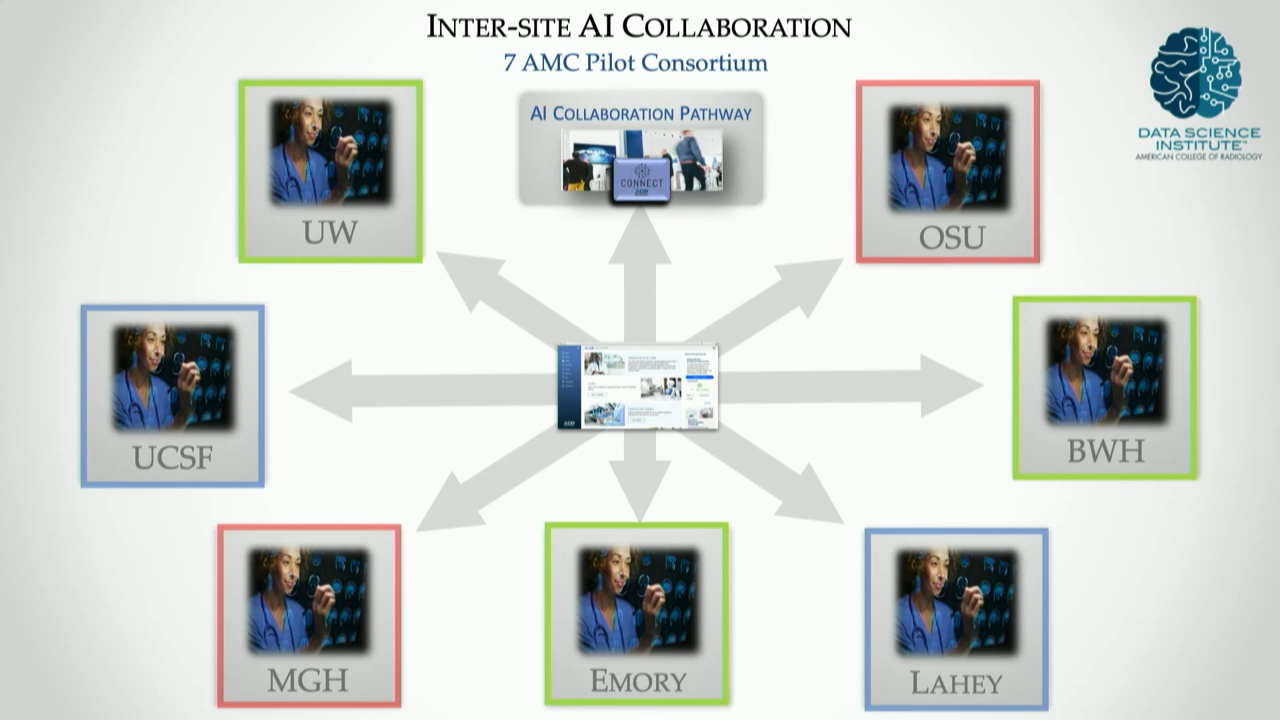 INTER-SITE AI COLLABORATION
7 AMC Pilot Consortium
DATA SCIENCE
INSTITUTE™
AMERICAN COLLEGE OF RADIOLOGY
AI COLLABORATION PATHWAY
CONNECT
UW
OSU
UCSF
BWH
MGH
EMORY
LAHEY